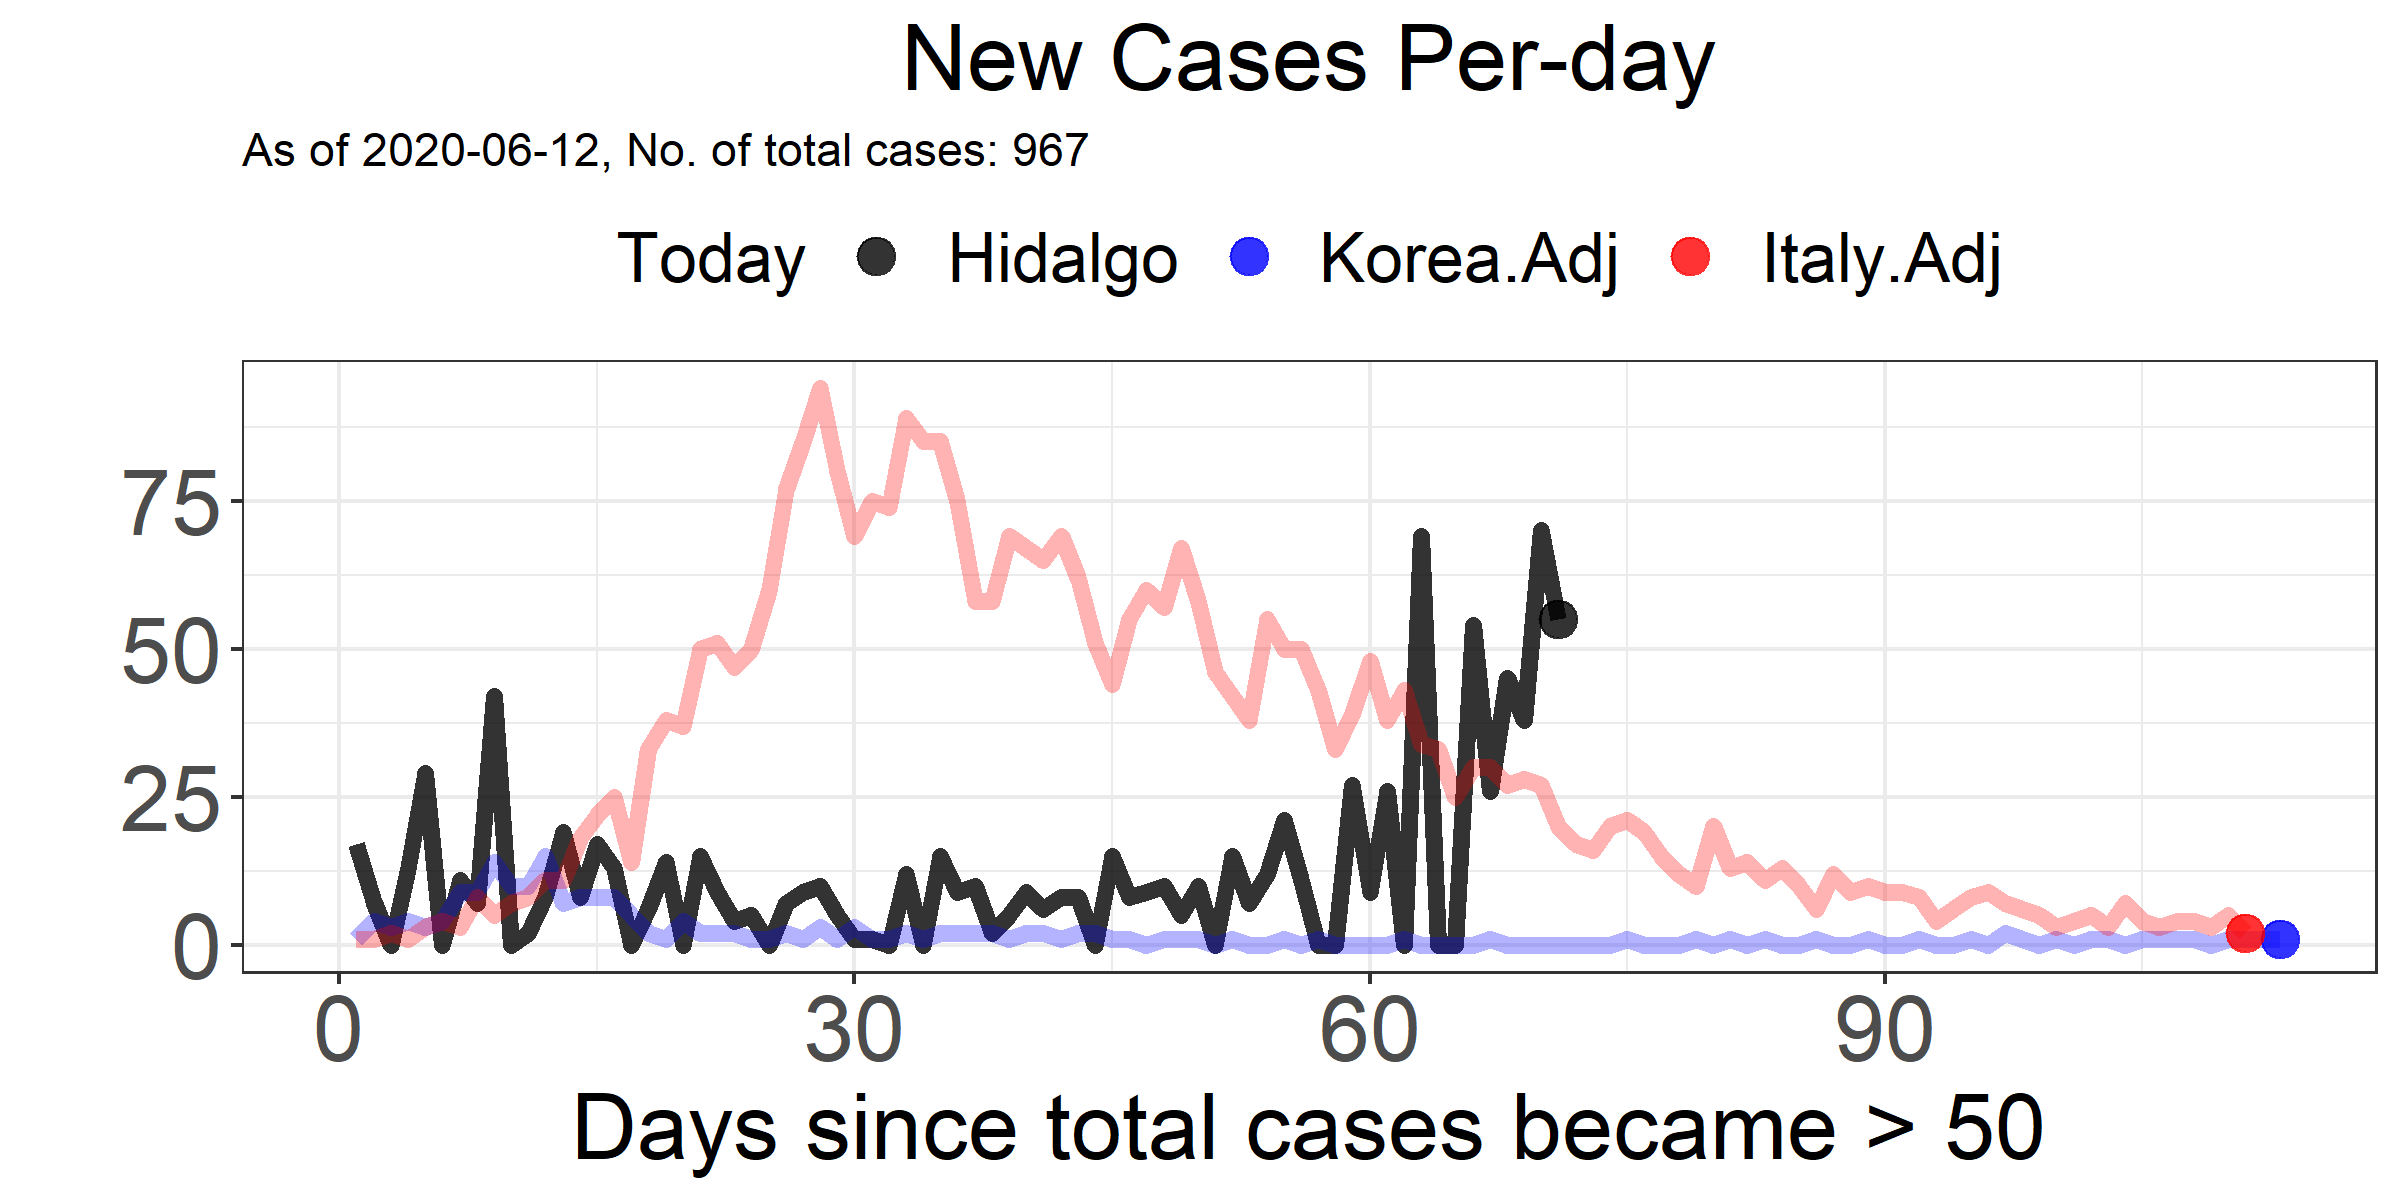 New Cases Per-day
As of 2020-06-12, No. of total cases: 967
Today Hidalgo Korea.Adj Italy.Adj
75
50
25
0
0 30 60 90
Days since total cases became > 50